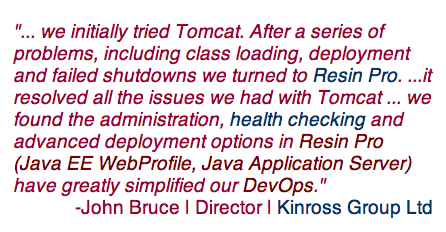 "... we initially tried Tomcat. After a series of
problems, including class loading, deployment
and failed shutdowns we turned to Resin Pro. ...it
resolved all the issues we had with Tomcat ... we
found the administration, health checking and
advanced deployment options in Resin Pro
(Java EE WebProfile, Java Application Server)
have greatly simplified our DevOps."
-John Bruce | Director | Kinross Group Ltd